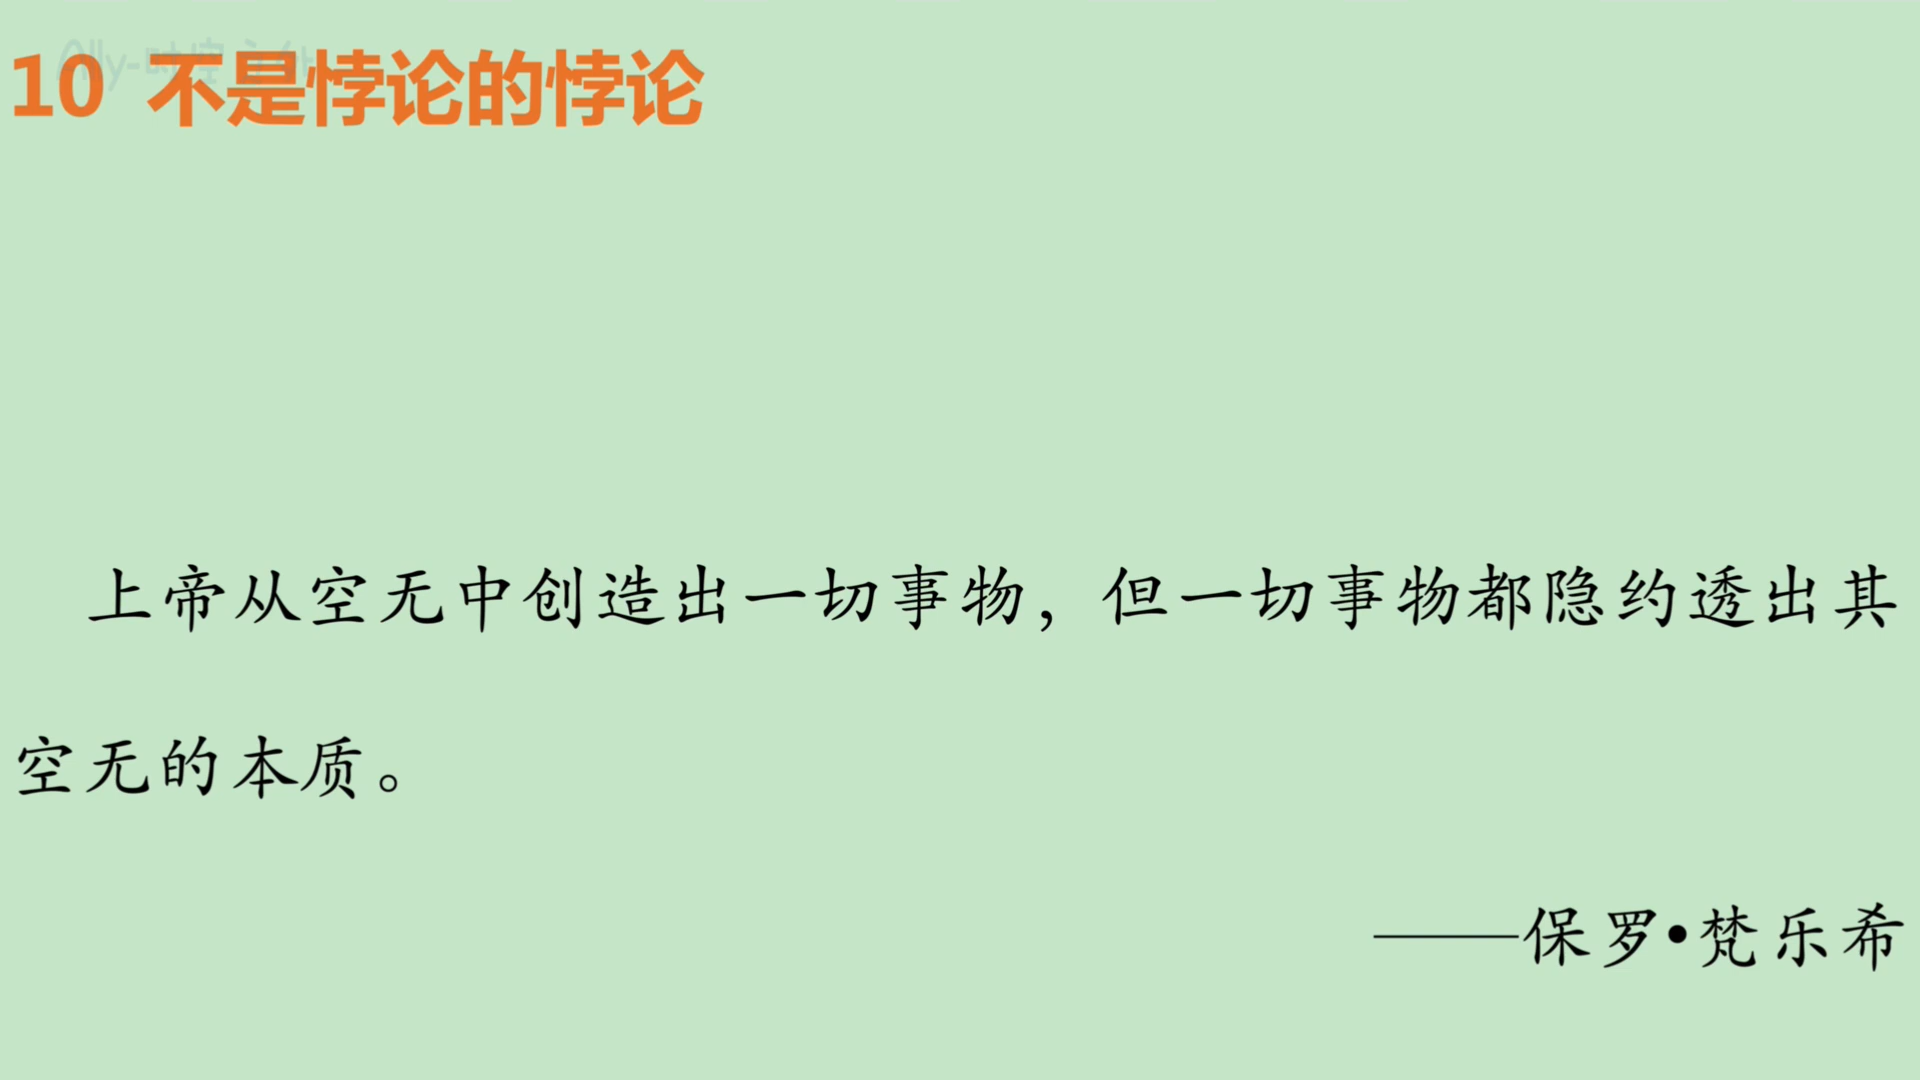 10 不是悖论的悖论
上帝从空无中创造出一切事物，但一切事物都隐约透出其
空无的本质。
——保罗•梵乐希